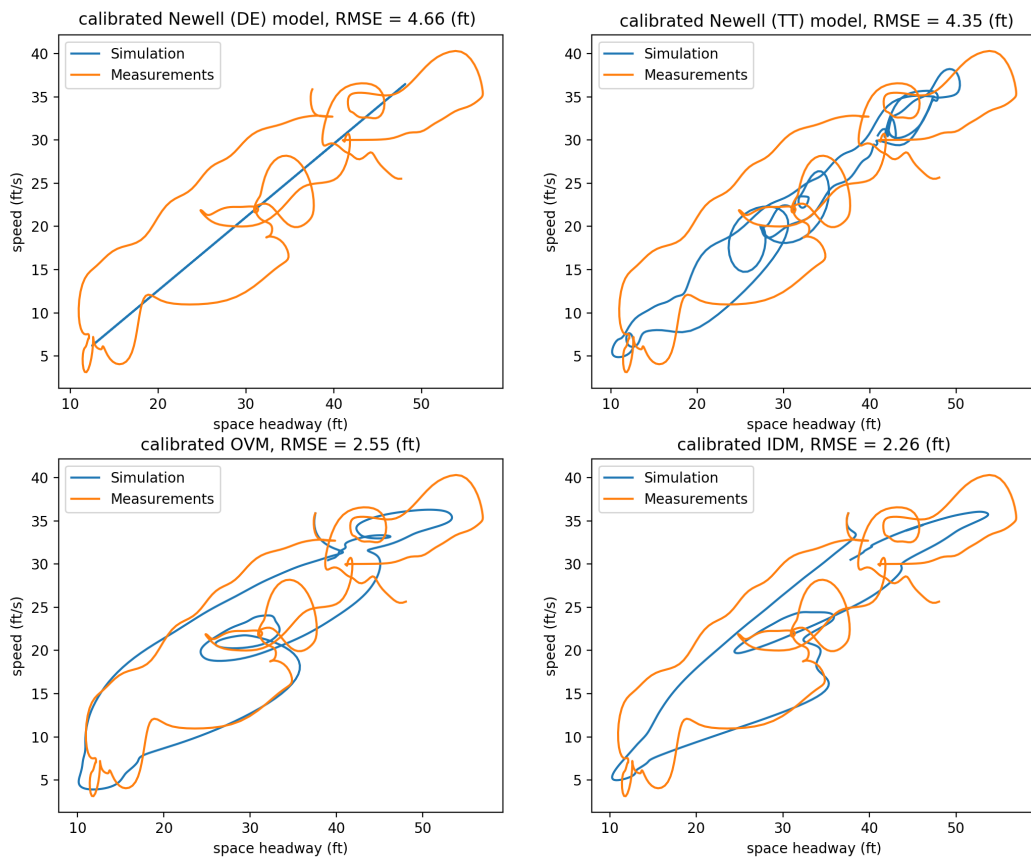 calibrated Newell (DE) model, RMSE = 4.66 (ft)
Simulation
Measurements
40
35
30
25
20
15
10
5
speed (ft/s)
10 20 30 40 50
space headway (ft)
calibrated Newell (TT) model, RMSE = 4.35 (ft)
Simulation
Measurements
40
35
30
25
20
15
10
5
speed (ft/s)
10 20 30 40 50
space headway (ft)
calibrated OVM, RMSE = 2.55 (ft)
Simulation
Measurements
40
35
30
25
20
15
10
5
speed (ft/s)
10 20 30 40 50
space headway (ft)
calibrated IDM, RMSE = 2.26 (ft)
Simulation
Measurements
40
35
30
25
20
15
10
5
speed (ft/s)
10 20 30 40 50
space headway (ft)